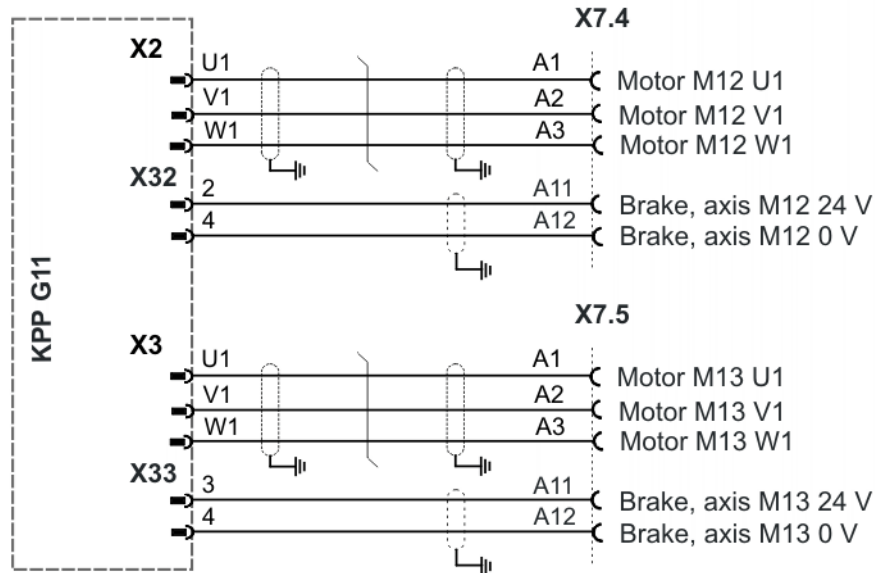 X7.4
X2
U1 A1 Motor M12 U1
V1 A2 Motor M12 V1
W1 A3 Motor M12 W1
X32
2 A11 Brake, axis M12 24 V
4 A12 Brake, axis M12 0 V
KPP G11
X7.5
X3
U1 A1 Motor M13 U1
V1 A2 Motor M13 V1
W1 A3 Motor M13 W1
X33
3 A11 Brake, axis M13 24 V
4 A12 Brake, axis M13 0 V